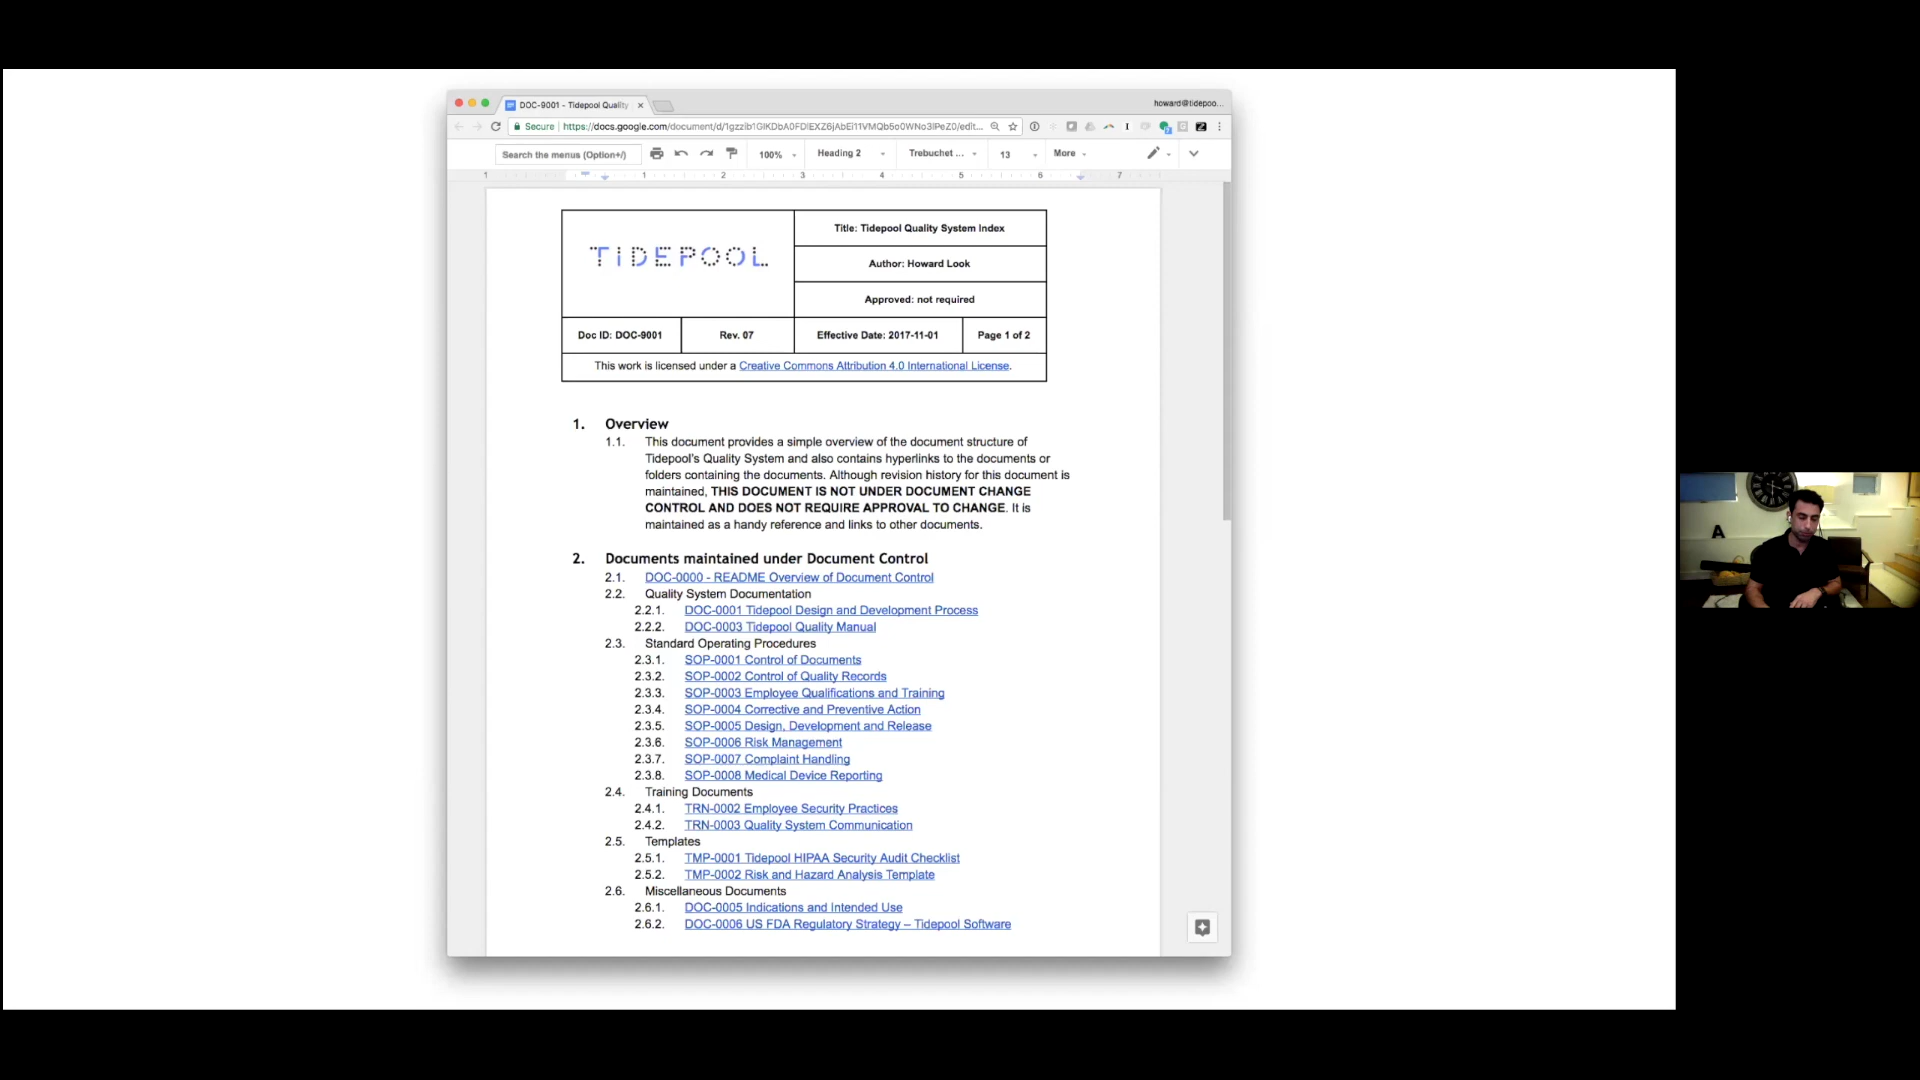 DOC-9001 - Tidepool Quality
howard@tidepoo...
Secure
Search the menus (Option+/)
100%
Heading 2
Trebuchet ...
13
More
1 1 2 3 4 5 6 7
TIDEPOOL
Title: Tidepool Quality System Index
Author: Howard Look
Approved: not required
Doc ID: DOC-9001
Rev. 07
Effective Date: 2017-11-01
Page 1 of 2
This work is licensed under a Creative Commons Attribution 4.0 International License.
1. Overview
1.1. This document provides a simple overview of the document structure of
Tidepool's Quality System and also contains hyperlinks to the documents or
folders containing the documents. Although revision history for this document is
maintained, THIS DOCUMENT IS NOT UNDER DOCUMENT CHANGE
CONTROL AND DOES NOT REQUIRE APPROVAL TO CHANGE. It is
maintained as a handy reference and links to other documents.
2. Documents maintained under Document Control
2.1. DOC-0000 - README Overview of Document Control
2.2. Quality System Documentation
2.2.1. DOC-0001 Tidepool Design and Development Process
2.2.2. DOC-0003 Tidepool Quality Manual
2.3. Standard Operating Procedures
2.3.1. SOP-0001 Control of Documents
2.3.2. SOP-0002 Control of Quality Records
2.3.3. SOP-0003 Employee Qualifications and Training
2.3.4. SOP-0004 Corrective and Preventive Action
2.3.5. SOP-0005 Design, Development and Release
2.3.6. SOP-0006 Risk Management
2.3.7. SOP-0007 Complaint Handling
2.3.8. SOP-0008 Medical Device Reporting
2.4. Training Documents
2.4.1. TRN-0002 Employee Security Practices
2.4.2. TRN-0003 Quality System Communication
2.5. Templates
2.5.1. TMP-0001 Tidepool HIPAA Security Audit Checklist
2.5.2. TMP-0002 Risk and Hazard Analysis Template
2.6. Miscellaneous Documents
2.6.1. DOC-0005 Indications and Intended Use
2.6.2. DOC-0006 US FDA Regulatory Strategy – Tidepool Software
A